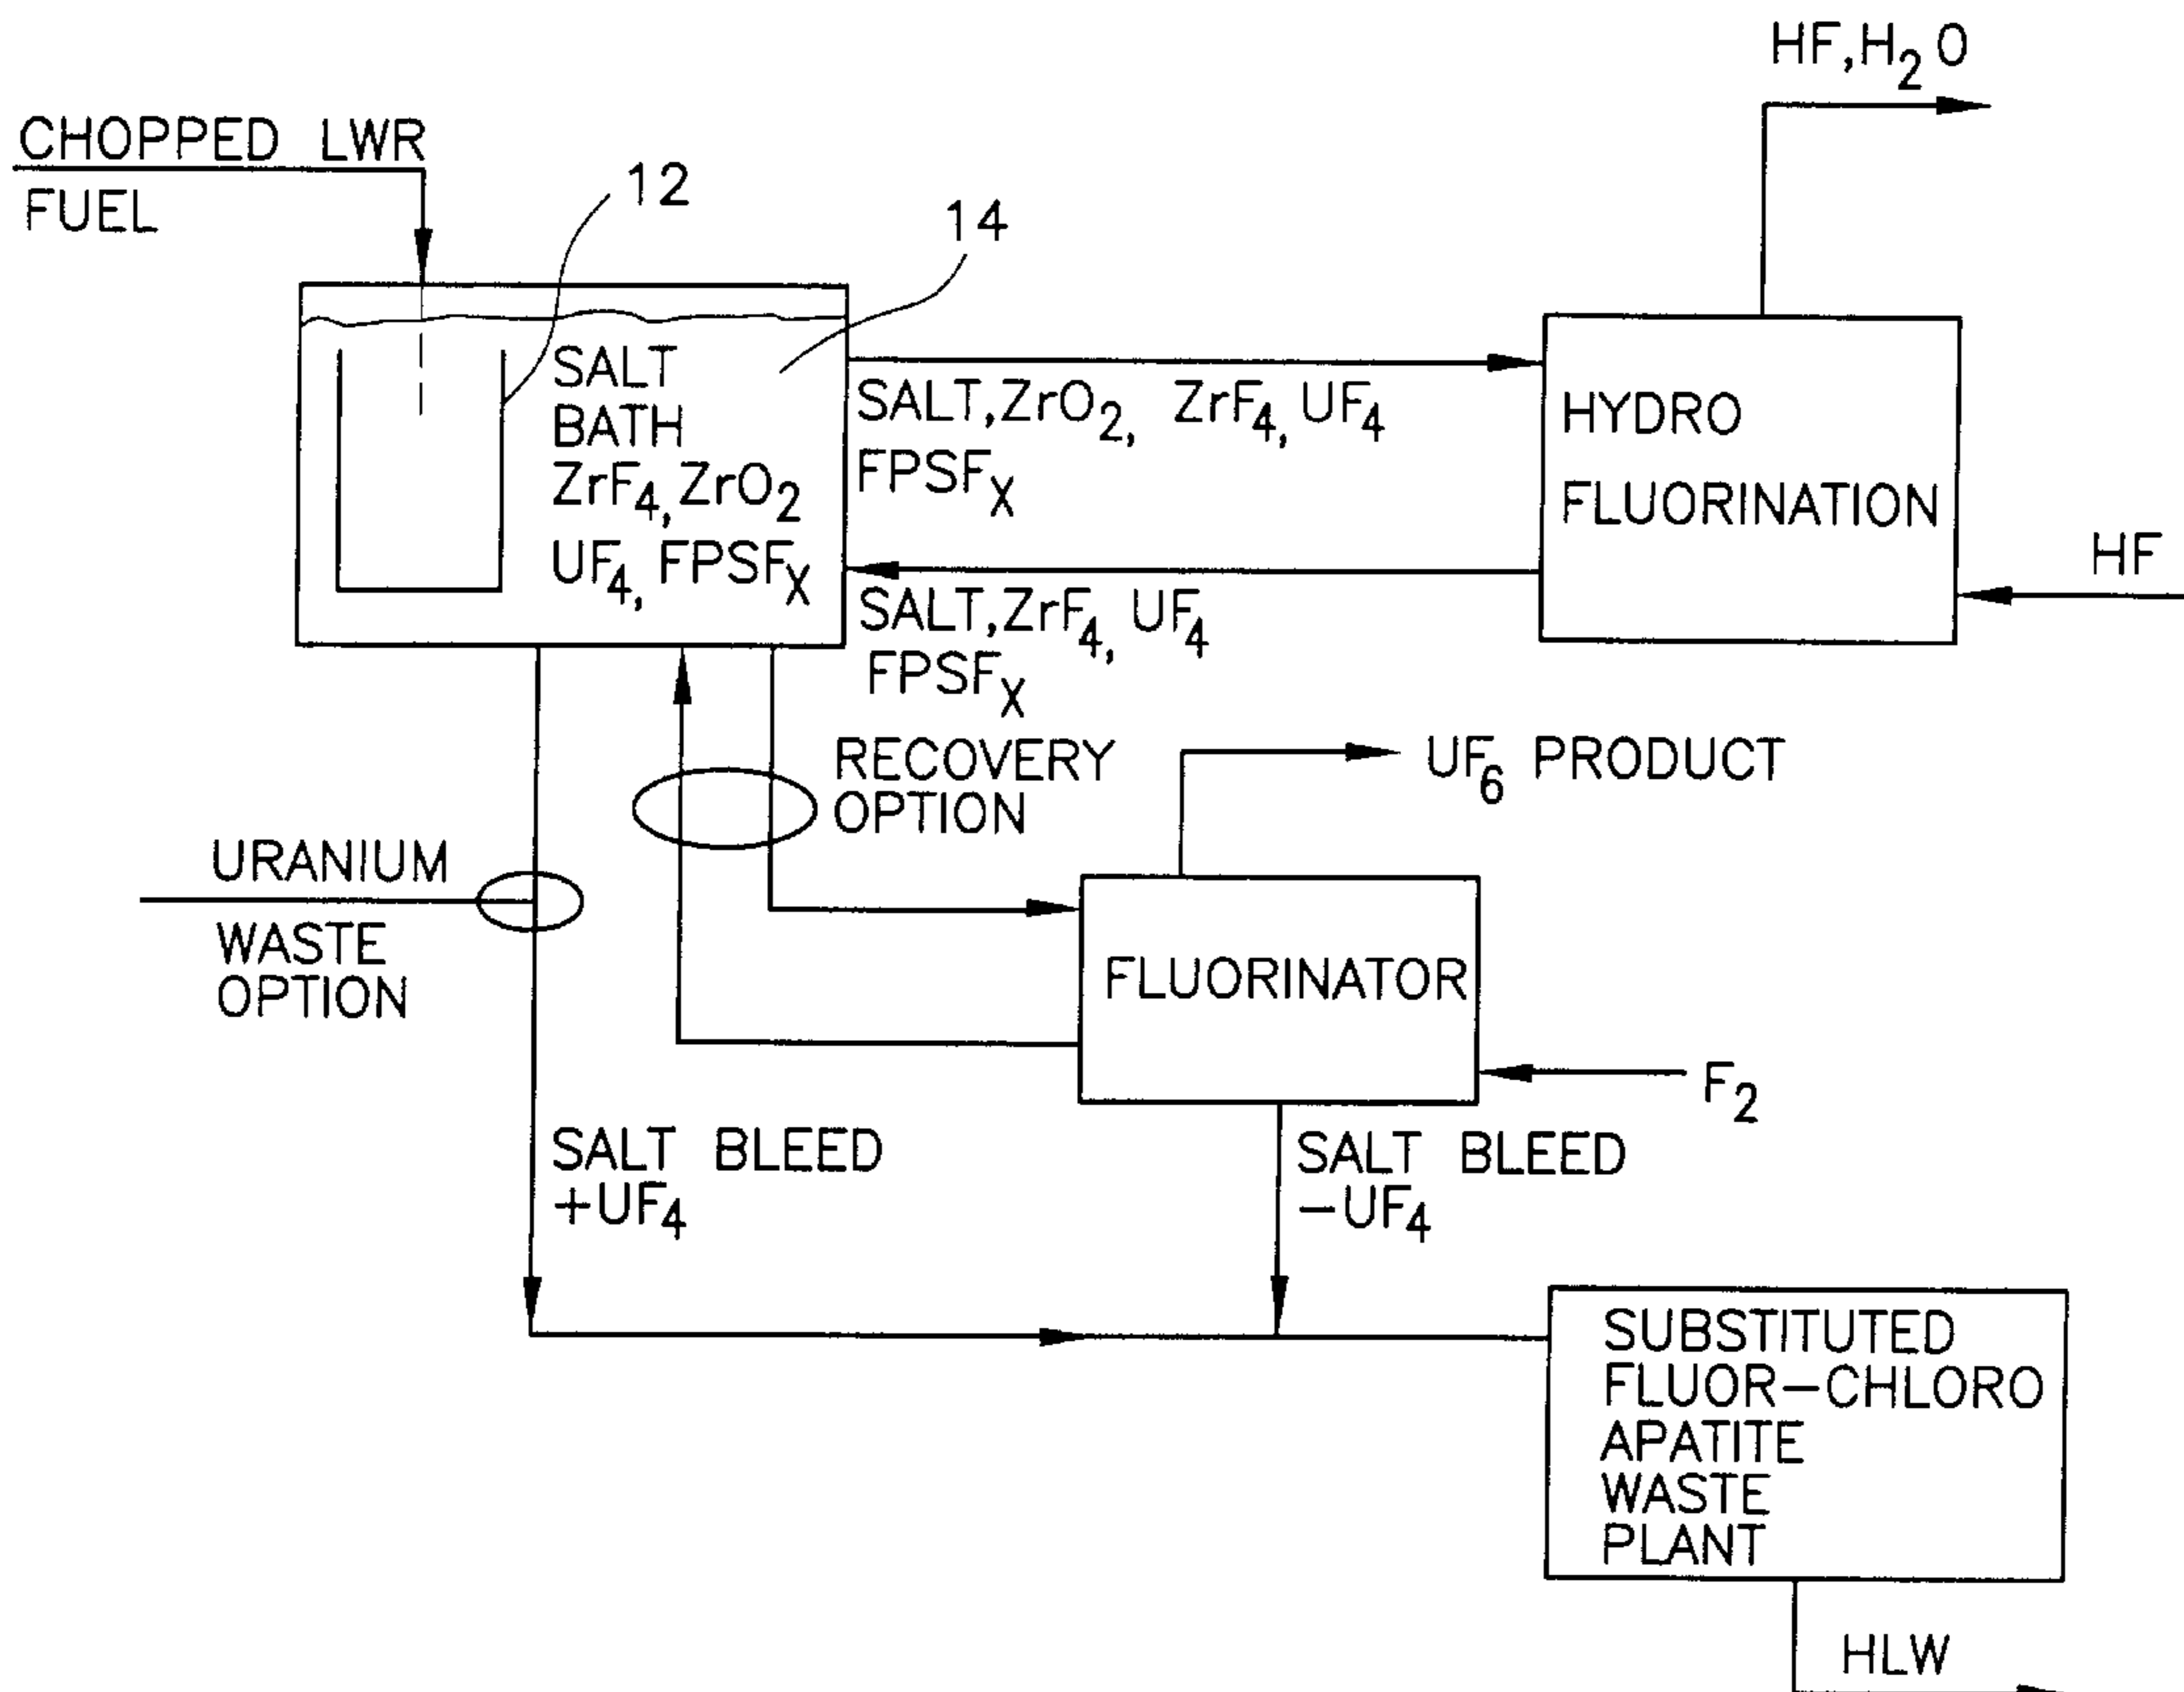 HF, H₂O
CHOPPED LWR
FUEL
12
14
SALT
BATH
ZrF₄, ZrO₂
UF₄, FPSFₓ
SALT, ZrO₂, ZrF₄, UF₄
FPSFₓ
HYDRO
FLUORINATION
HF
SALT, ZrF₄, UF₄
FPSFₓ
RECOVERY
OPTION
UF₆ PRODUCT
URANIUM
WASTE
OPTION
FLUORINATOR
F₂
SALT BLEED
+UF₄
SALT BLEED
−UF₄
SUBSTITUTED
FLUOR−CHLORO
APATITE
WASTE
PLANT
HLW